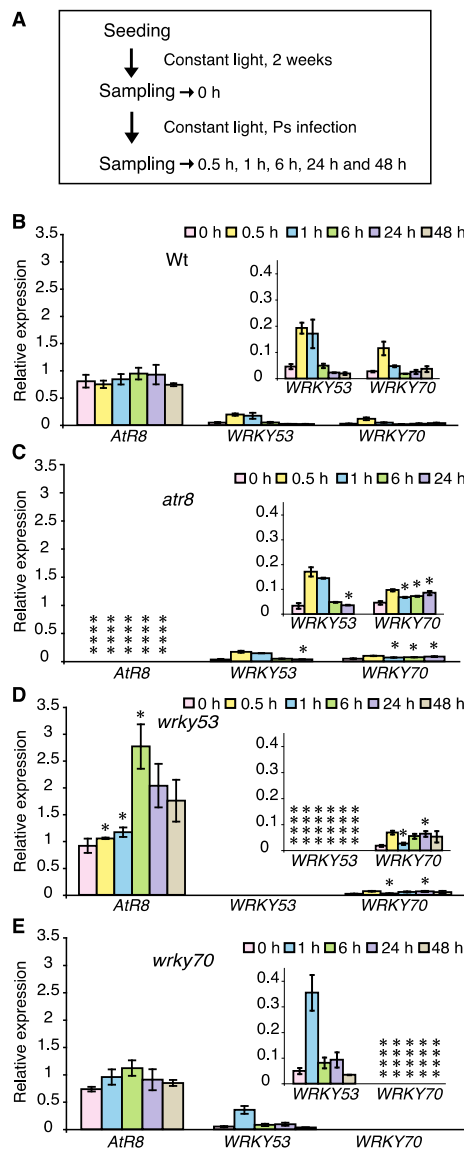 A
Seeding
Constant light, 2 weeks
Sampling → 0 h
Constant light, Ps infection
Sampling → 0.5 h, 1 h, 6 h, 24 h and 48 h
B
0 h 0.5 h 1 h 6 h 24 h 48 h
Wt
Relative expression
3.5
3
2.5
2
1.5
1
0.5
0
0.4
0.3
0.2
0.1
0
WRKY53 WRKY70
AtR8 WRKY53 WRKY70
C
0 h 0.5 h 1 h 6 h 24 h
atr8
Relative expression
3.5
3
2.5
2
1.5
1
0.5
0
0.4
0.3
0.2
0.1
0
* * * *
WRKY53 WRKY70
* * * * *
* * * * *
* * * * *
* * * * *
* * * *
AtR8 WRKY53 WRKY70
D
0 h 0.5 h 1 h 6 h 24 h 48 h
wrky53
Relative expression
3.5
3
2.5
2
1.5
1
0.5
0
* * *
0.4
0.3
0.2
0.1
0
* * * * * *
* * * * * *
* * * * * *
* * * * * *
* *
WRKY53 WRKY70
* *
AtR8 WRKY53 WRKY70
E
0 h 1 h 6 h 24 h 48 h
wrky70
Relative expression
3.5
3
2.5
2
1.5
1
0.5
0
0.4
0.3
0.2
0.1
0
* * * * *
* * * * *
* * * * *
* * * * *
WRKY53 WRKY70
AtR8 WRKY53 WRKY70